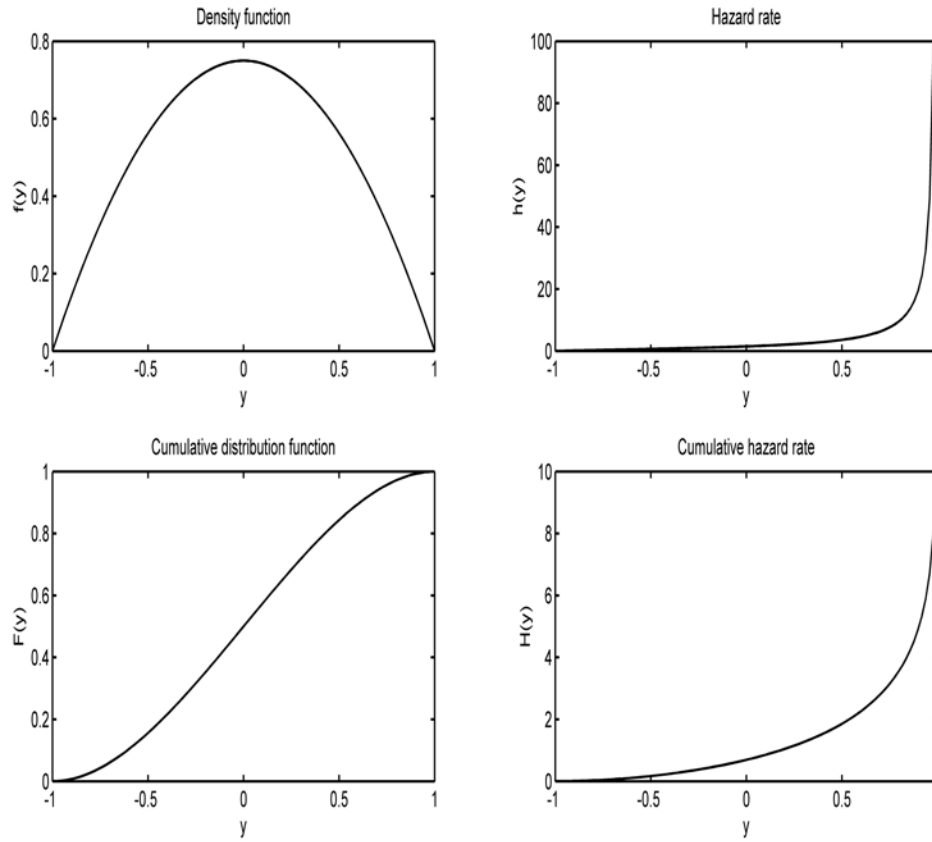 Density function
0.8
0.6
0.4
0.2
0
f(y)
-1 -0.5 0 0.5 1
y
Hazard rate
100
80
60
40
20
0
h(y)
-1 -0.5 0 0.5
y
Cumulative distribution function
1
0.8
0.6
0.4
0.2
0
F(y)
-1 -0.5 0 0.5 1
y
Cumulative hazard rate
10
8
6
4
2
0
H(y)
-1 -0.5 0 0.5
y